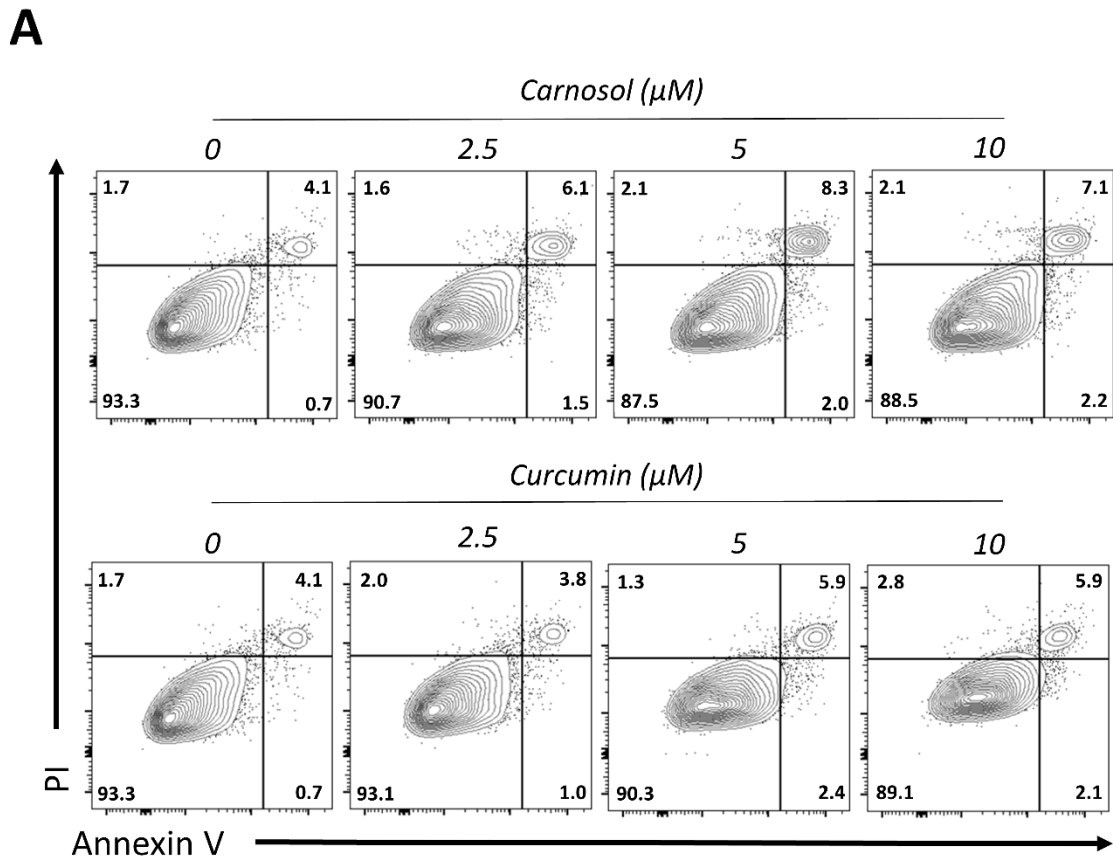 A
Carnosol (μM)
0 2.5 5 10
1.7 4.1 1.6 6.1 2.1 8.3 2.1 7.1
93.3 0.7 90.7 1.5 87.5 2.0 88.5 2.2
Curcumin (μM)
0 2.5 5 10
1.7 4.1 2.0 3.8 1.3 5.9 2.8 5.9
93.3 0.7 93.1 1.0 90.3 2.4 89.1 2.1
PI
Annexin V